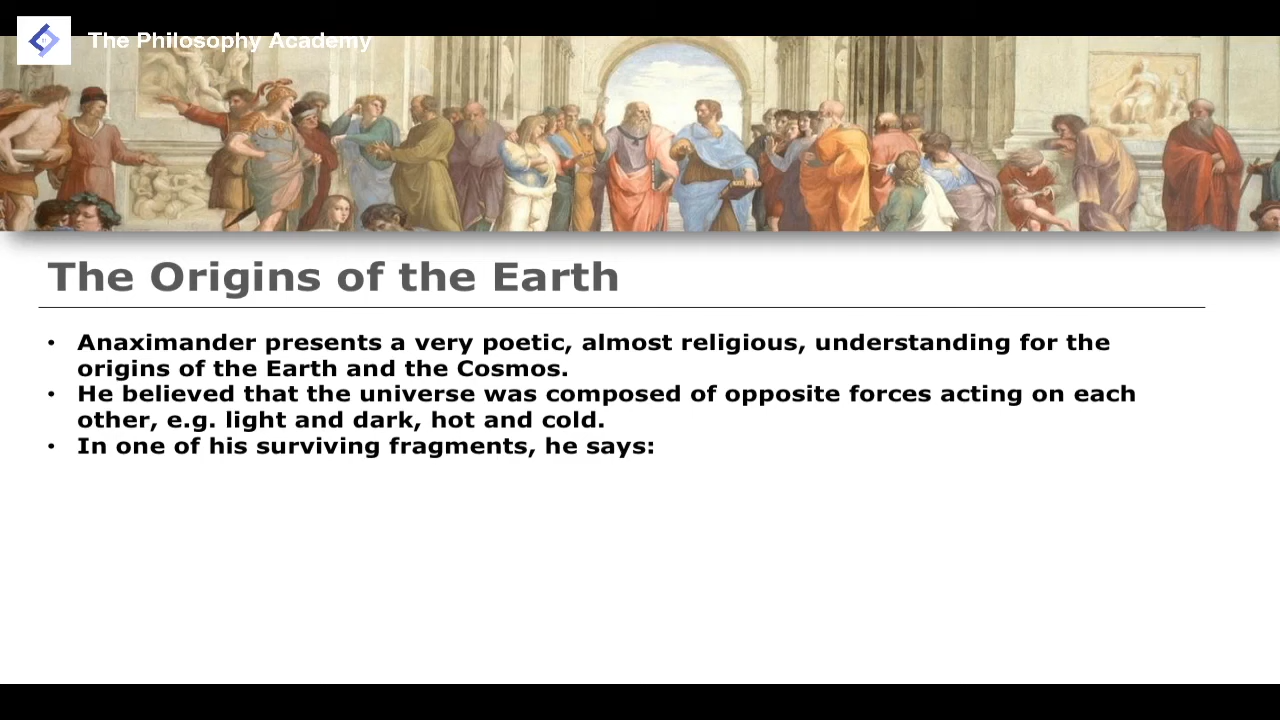 The Philosophy Academy
The Origins of the Earth
• Anaximander presents a very poetic, almost religious, understanding for the
origins of the Earth and the Cosmos.
• He believed that the universe was composed of opposite forces acting on each
other, e.g. light and dark, hot and cold.
• In one of his surviving fragments, he says: